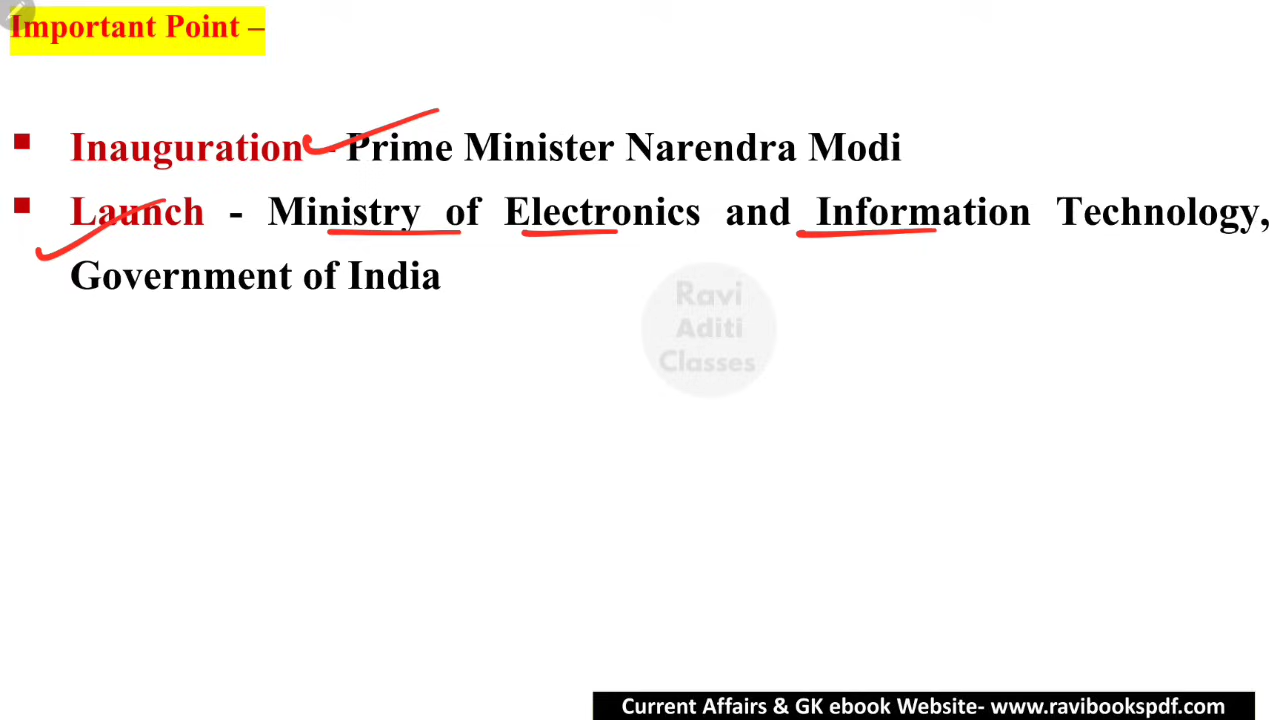 Important Point –
▪ Inauguration – Prime Minister Narendra Modi
▪ Launch - Ministry of Electronics and Information Technology,
Government of India
Ravi
Aditi
Classes
Current Affairs & GK ebook Website- www.ravibookspdf.com